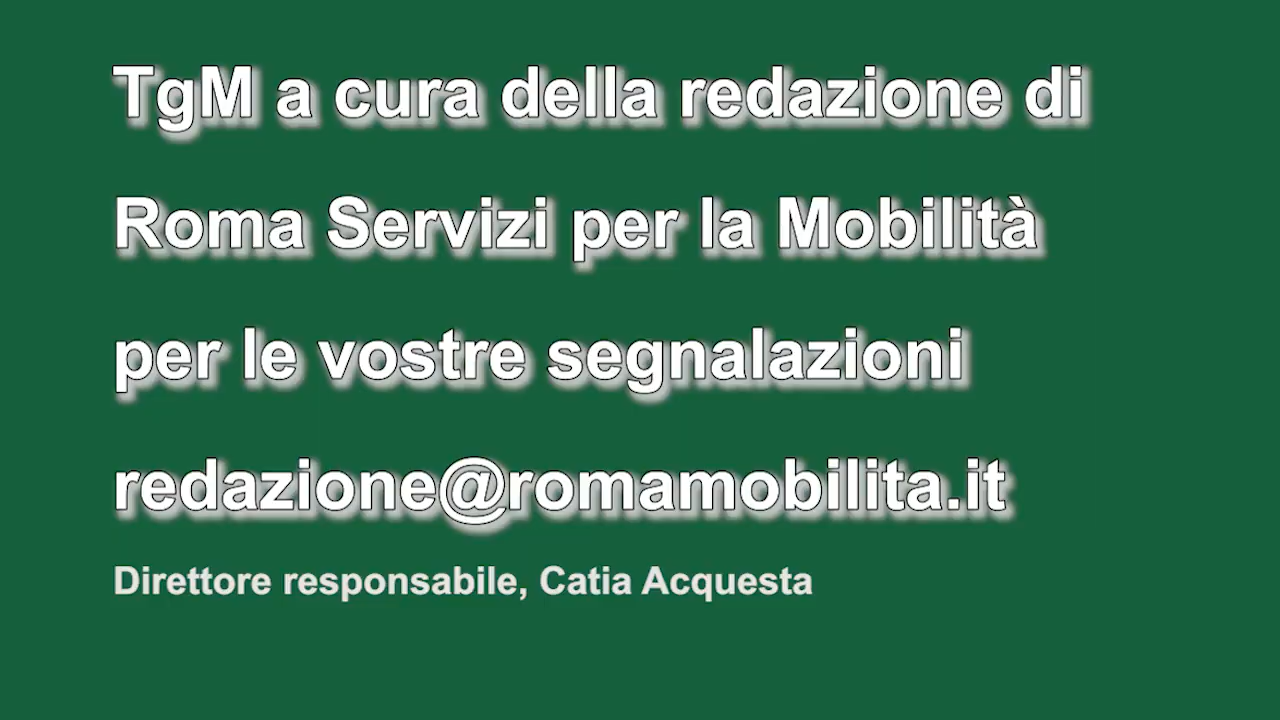 TgM a cura della redazione di
Roma Servizi per la Mobilità
per le vostre segnalazioni
redazione@romamobilita.it
Direttore responsabile, Catia Acquesta